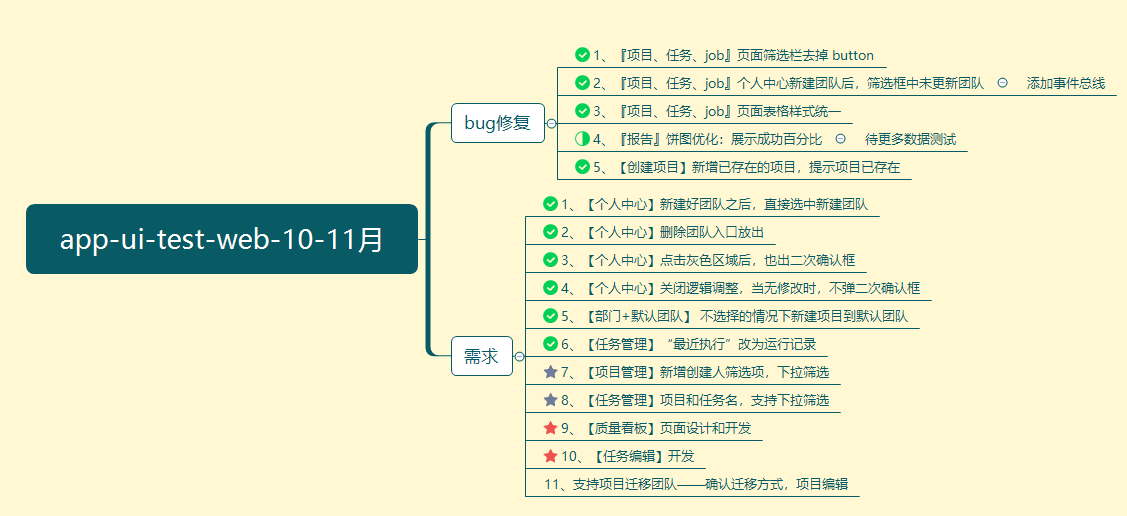 app-ui-test-web-10-11月
bug修复
1、『项目、任务、job』页面筛选栏去掉 button
2、『项目、任务、job』个人中心新建团队后，筛选框中未更新团队
添加事件总线
3、『项目、任务、job』页面表格样式统一
4、『报告』饼图优化：展示成功百分比
待更多数据测试
5、【创建项目】新增已存在的项目，提示项目已存在
需求
1、【个人中心】新建好团队之后，直接选中新建团队
2、【个人中心】删除团队入口放出
3、【个人中心】点击灰色区域后，也出二次确认框
4、【个人中心】关闭逻辑调整，当无修改时，不弹二次确认框
5、【部门+默认团队】 不选择的情况下新建项目到默认团队
6、【任务管理】“最近执行”改为运行记录
7、【项目管理】新增创建人筛选项，下拉筛选
8、【任务管理】项目和任务名，支持下拉筛选
9、【质量看板】页面设计和开发
10、【任务编辑】开发
11、支持项目迁移团队——确认迁移方式，项目编辑